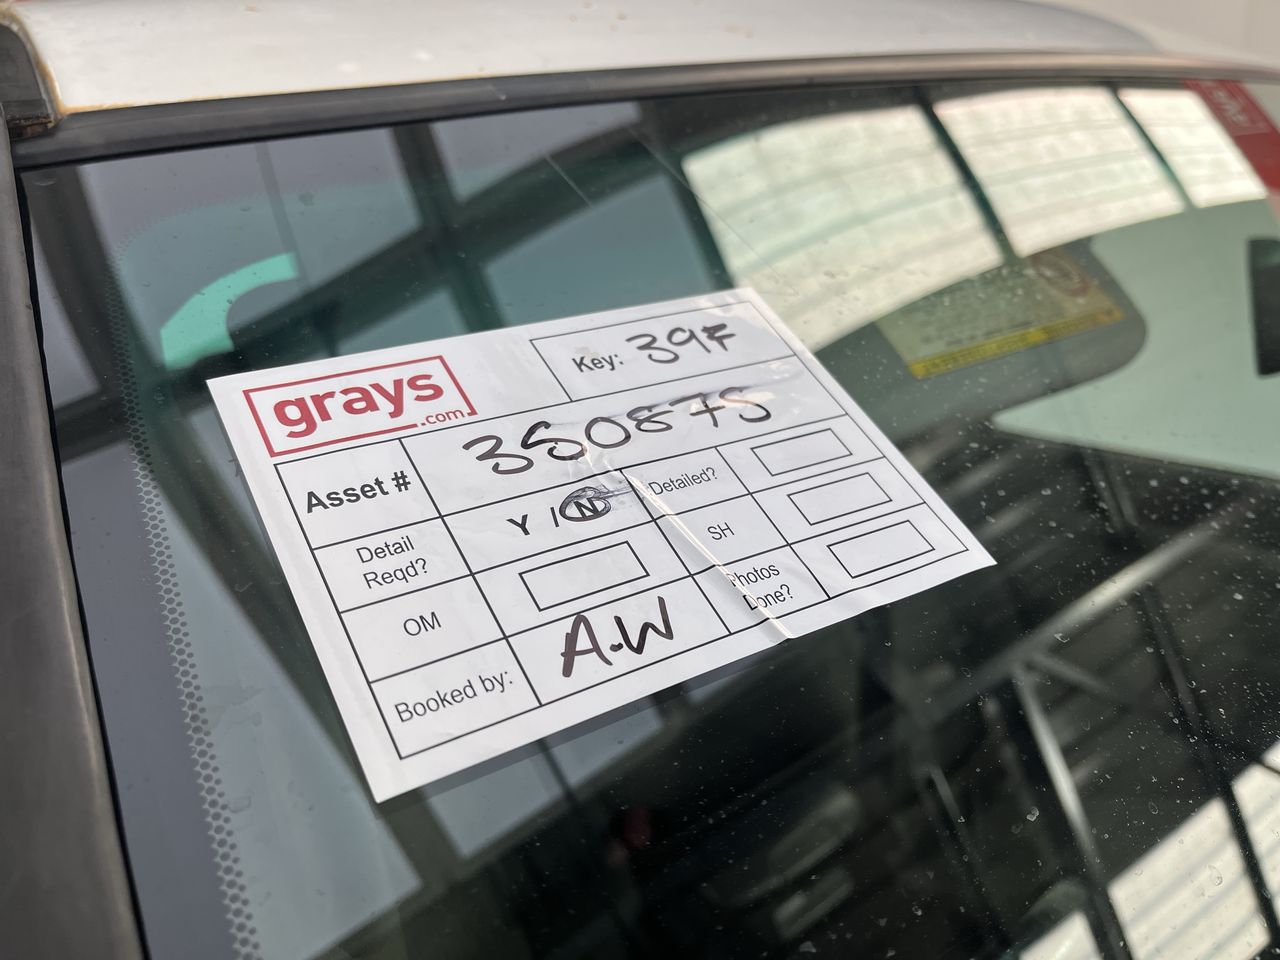 grays
.com
Key: 397
Asset # 350875
Detail Reqd? Y / N Detailed?
OM SH
Booked by: A.W Photos Done?